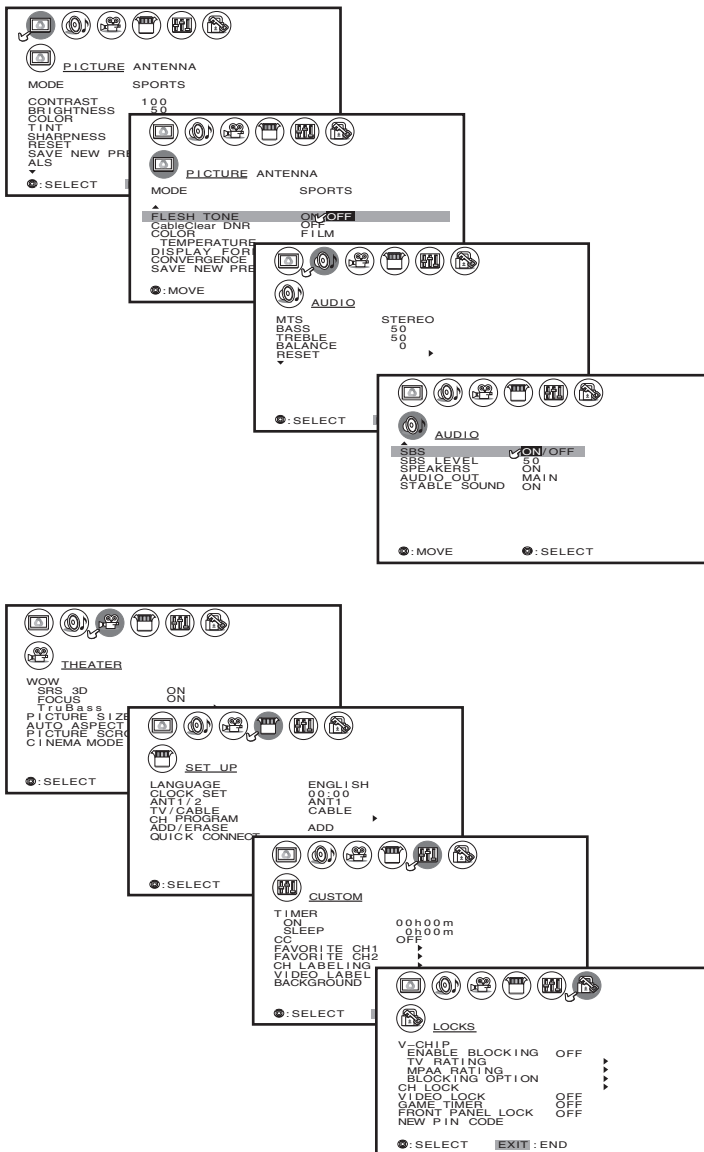 PICTURE ANTENNA
MODE SPORTS
CONTRAST 100
BRIGHTNESS 50
COLOR
TINT
SHARPNESS
RESET
SAVE NEW PRE
ALS
:SELECT
PICTURE ANTENNA
MODE SPORTS
FLESH TONE ON/OFF
CableClear DNR OFF
COLOR FILM
TEMPERATURE
DISPLAY FOR
CONVERGENCE
SAVE NEW PRE
:MOVE
AUDIO
MTS STEREO
BASS 50
TREBLE 50
BALANCE 0
RESET
:SELECT
AUDIO
SBS ON/OFF
SBS LEVEL 50
SPEAKERS ON
AUDIO OUT MAIN
STABLE SOUND ON
:MOVE :SELECT
THEATER
WOW
SRS 3D ON
FOCUS ON
TruBass
PICTURE SIZE
AUTO ASPECT
PICTURE SCRO
CINEMA MODE
:SELECT
SET UP
LANGUAGE ENGLISH
CLOCK SET 00:00
ANT1/2 ANT1
TV/CABLE CABLE
CH PROGRAM
ADD/ERASE ADD
QUICK CONNECT
:SELECT
CUSTOM
TIMER
ON 00h00m
SLEEP 0h00m
CC OFF
FAVORITE CH1
FAVORITE CH2
CH LABELING
VIDEO LABEL
BACKGROUND
:SELECT
LOCKS
V-CHIP
ENABLE BLOCKING OFF
TV RATING
MPAA RATING
BLOCKING OPTION
CH LOCK
VIDEO LOCK OFF
GAME TIMER OFF
FRONT PANEL LOCK OFF
NEW PIN CODE
:SELECT EXIT :END